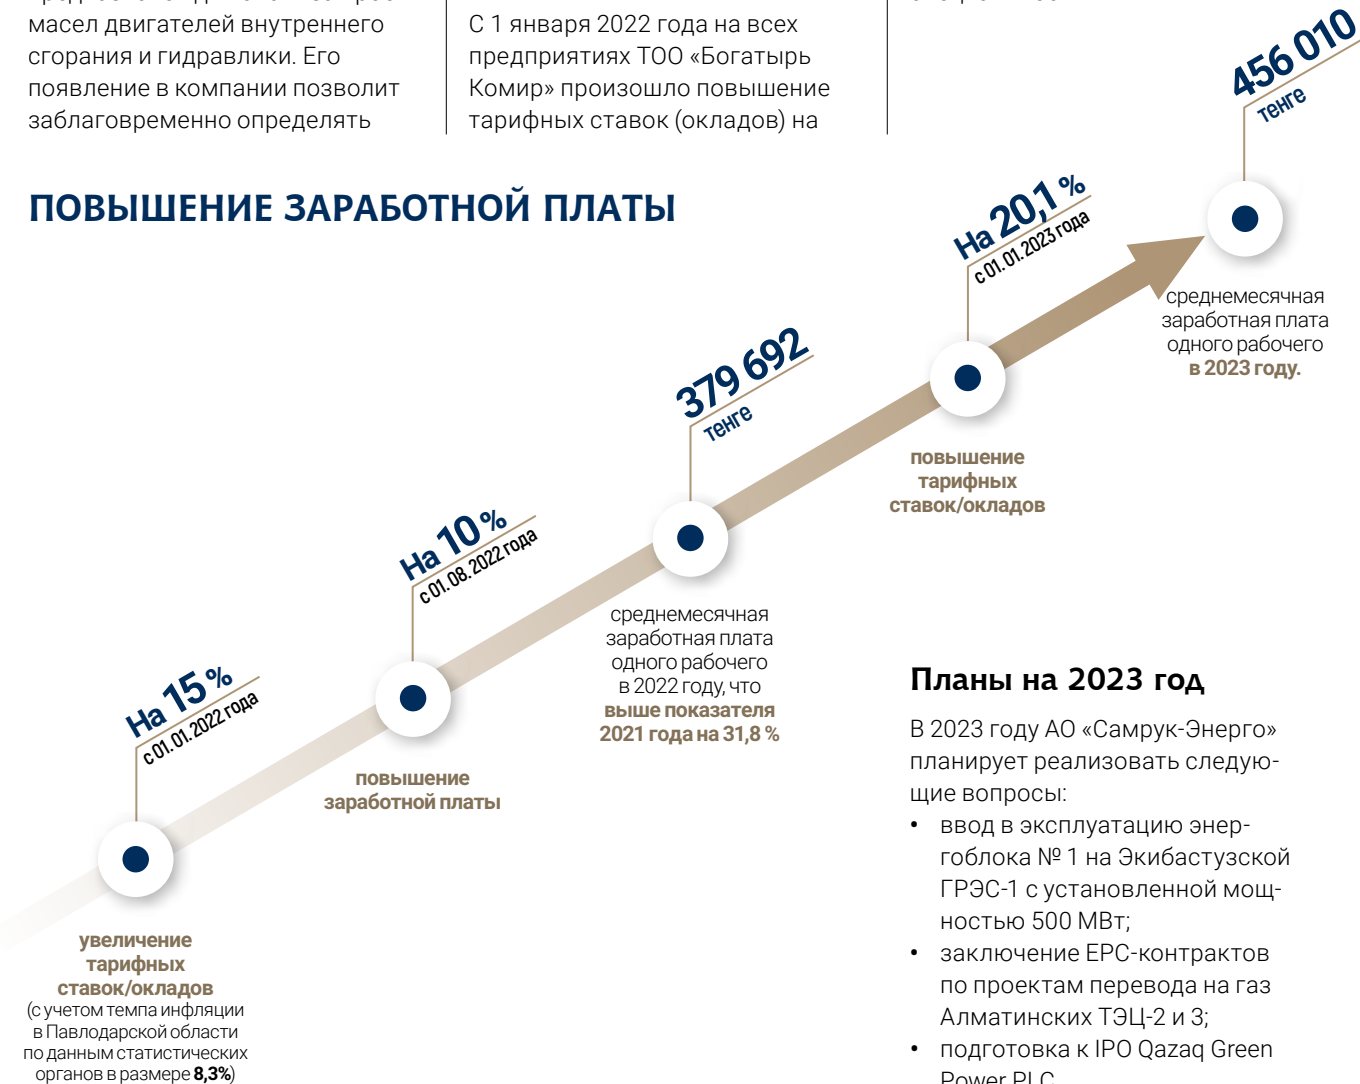 масел двигателей внутреннего
сгорания и гидравлики. Его
появление в компании позволит
заблаговременно определять
С 1 января 2022 года на всех
предприятиях ТОО «Богатырь
Комир» произошло повышение
тарифных ставок (окладов) на
ПОВЫШЕНИЕ ЗАРАБОТНОЙ ПЛАТЫ
На 15 %
с 01. 01. 2022 года
увеличение
тарифных
ставок/окладов
(с учетом темпа инфляции
в Павлодарской области
по данным статистических
органов в размере 8,3%)
На 10 %
с 01. 08. 2022 года
повышение
заработной платы
379 692
тенге
среднемесячная
заработная плата
одного рабочего
в 2022 году, что
выше показателя
2021 года на 31,8 %
На 20,1 %
с 01. 01. 2023 года
повышение
тарифных
ставок/окладов
456 010
тенге
среднемесячная
заработная плата
одного рабочего
в 2023 году.
Планы на 2023 год
В 2023 году АО «Самрук-Энерго»
планирует реализовать следую-
щие вопросы:
• ввод в эксплуатацию энер-
гоблока № 1 на Экибастузской
ГРЭС-1 с установленной мощ-
ностью 500 МВт;
• заключение EPC-контрактов
по проектам перевода на газ
Алматинских ТЭЦ-2 и 3;
• подготовка к IPO Qazaq Green
Power PLC